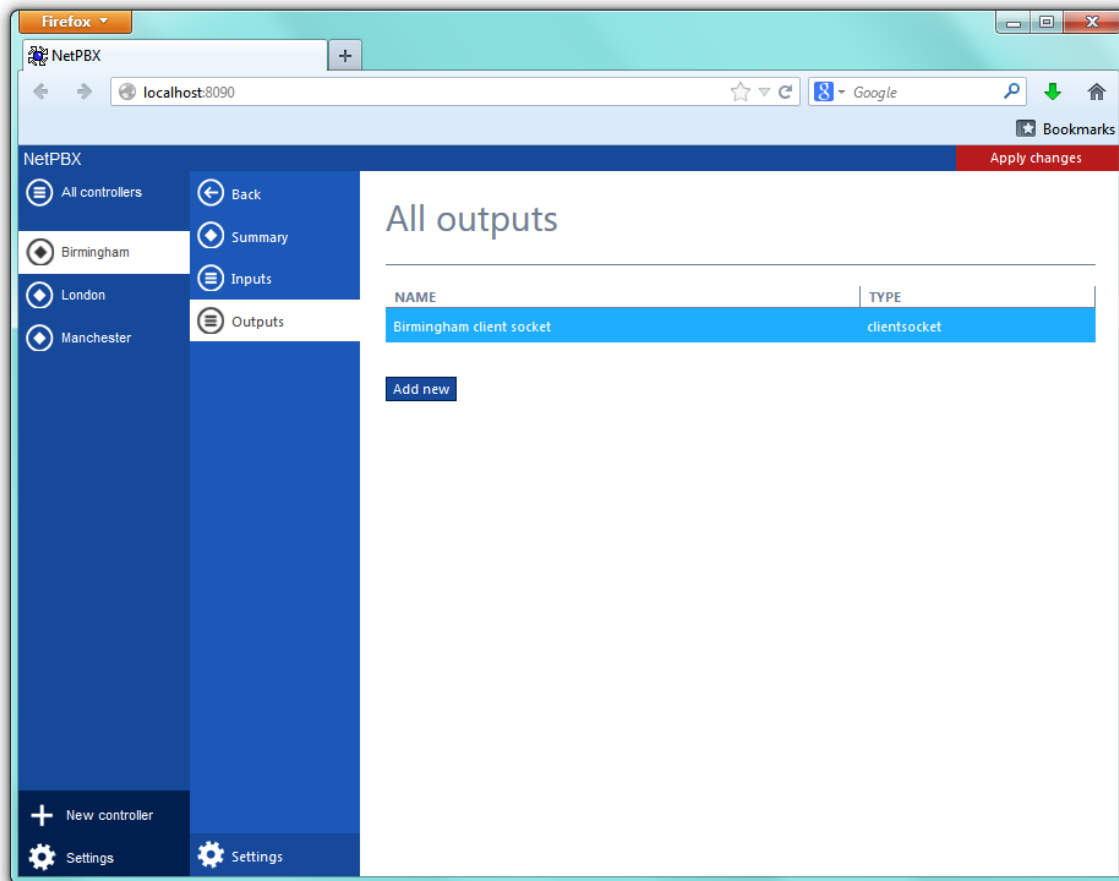 Firefox
NetPBX
localhost:8090
Google
Bookmarks
NetPBX
Apply changes
All controllers
Birmingham
London
Manchester
New controller
Settings
Back
Summary
Inputs
Outputs
Settings
All outputs
NAME TYPE
Birmingham client socket clientsocket
Add new